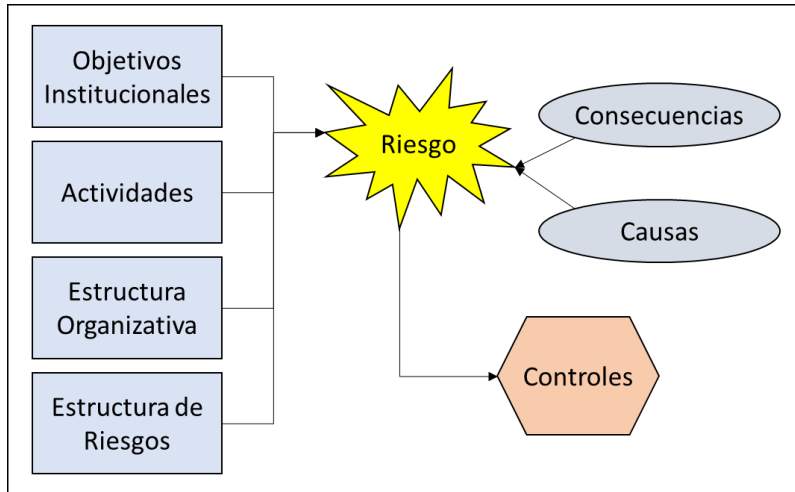 Objetivos
Institucionales
Actividades
Estructura
Organizativa
Estructura de
Riesgos
Riesgo
Consecuencias
Causas
Controles